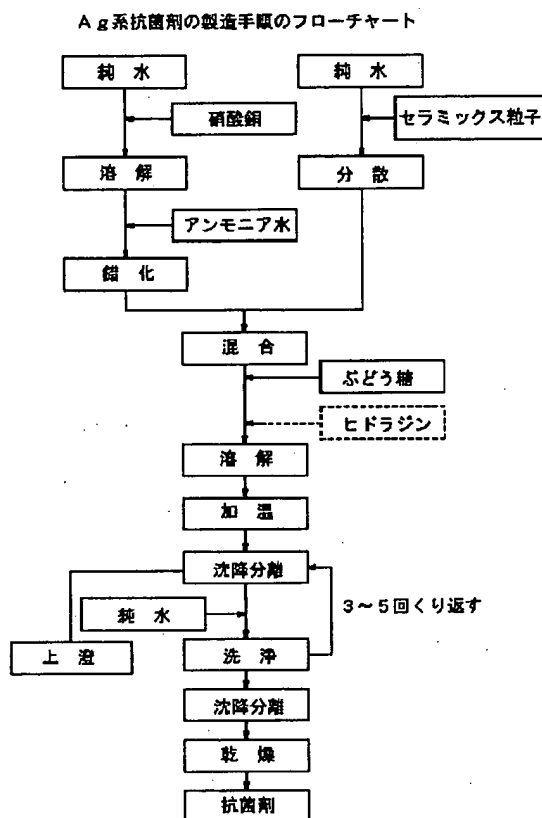 Ａｇ系抗菌剤の製造手順のフローチャート
純水
純水
硝酸銀
セラミックス粒子
溶解
分散
アンモニア水
錯化
混合
ぶどう糖
ヒドラジン
溶解
加温
沈降分離
純水
3〜5回くり返す
上澄
洗浄
沈降分離
乾燥
抗菌剤